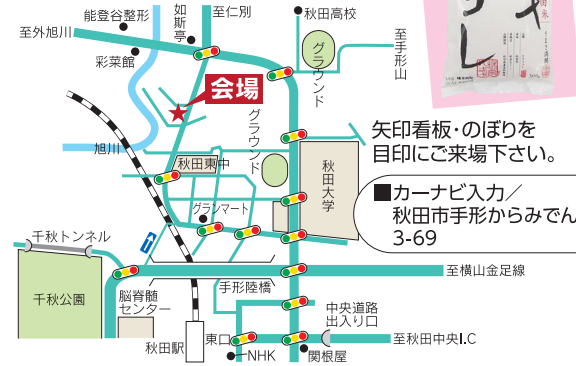 能登谷整形
如斯亭
至仁別
秋田高校
至外旭川
彩菜館
グラウンド
至手形山
会場
グラウンド
旭川
秋田東中
秋田大学
矢印看板・のぼりを
目印にご来場下さい。
■カーナビ入力／
秋田市手形からみでん
3-69
グランマート
千秋トンネル
千秋公園
脳脊髄
センター
手形陸橋
至横山金足線
中央道路
出入り口
秋田駅
東口
NHK
関根屋
至秋田中央I.C